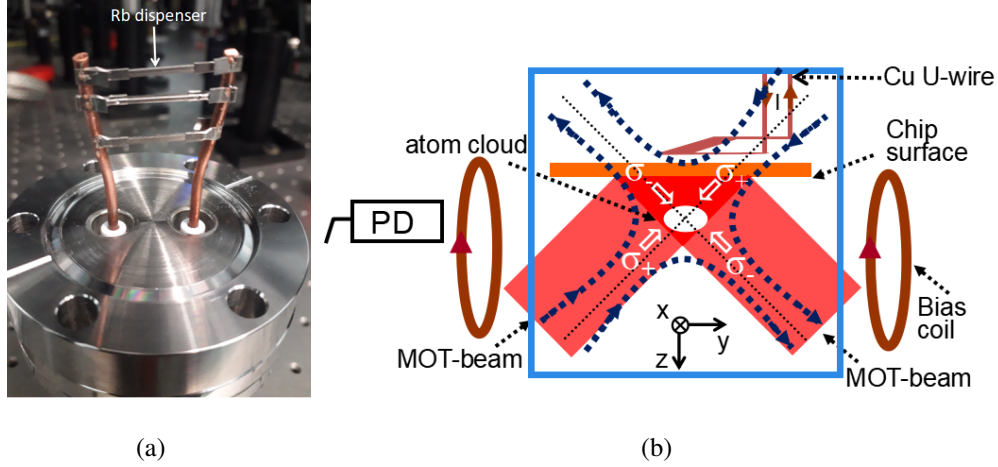 Rb dispenser
Cu U-wire
I
Chip
surface
atom cloud
σ-
σ+
PD
σ+
σ-
Bias
coil
x
y
z
MOT-beam
MOT-beam
(a)
(b)